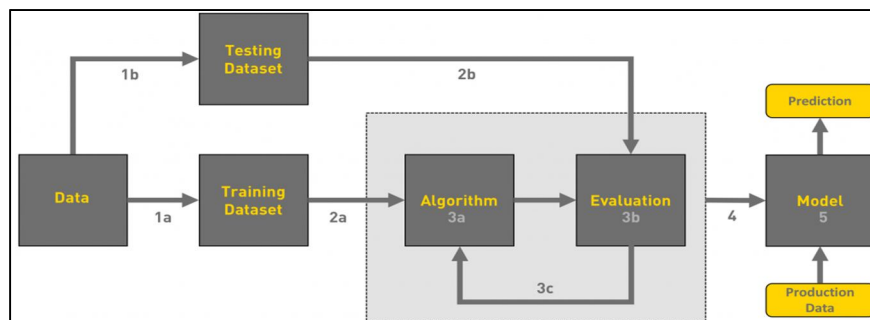 Testing
Dataset
1b
2b
Prediction
Data
1a
Training
Dataset
2a
Algorithm
3a
Evaluation
3b
4
Model
5
3c
Production
Data